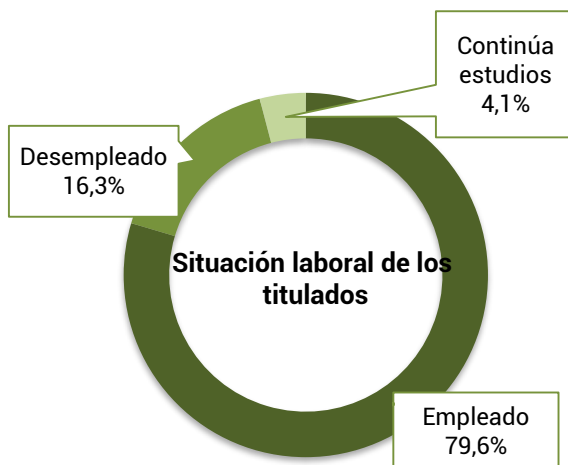 Continúa
estudios
4,1%
Desempleado
16,3%
Situación laboral de los
titulados
Empleado
79,6%